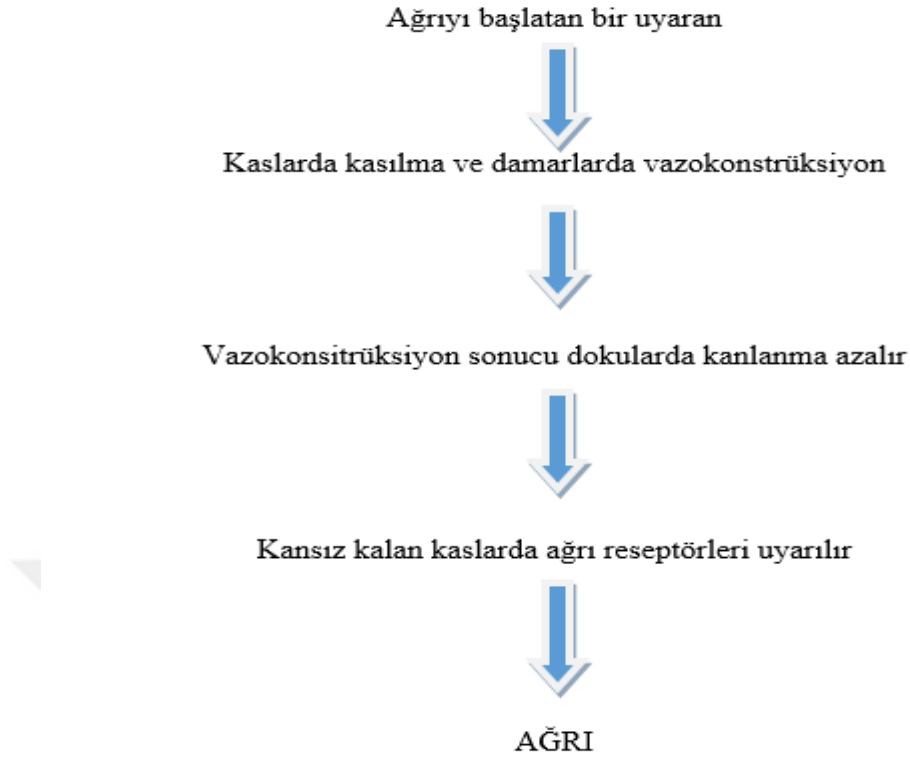 Ağrıyı başlatan bir uyaran
Kaslarda kasılma ve damarlarda vazokonstrüksiyon
Vazokonsitrüksiyon sonucu dokularda kanlanma azalır
Kansız kalan kaslarda ağrı reseptörleri uyarılır
AĞRI